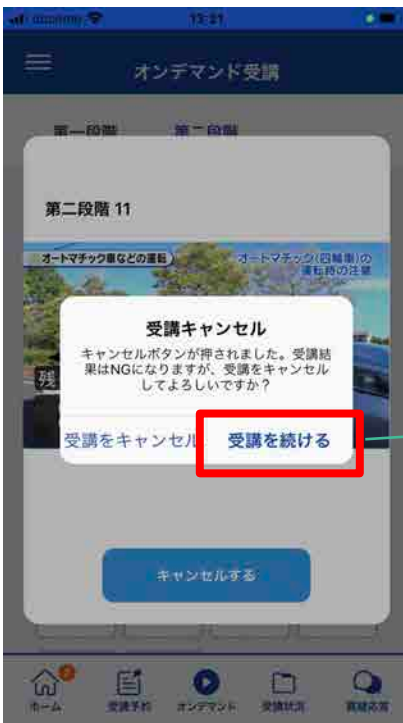 13:21
オンデマンド受講
第一段階 第二段階
第二段階 11
オートマチック車などの運転
オートマチック(四輪車)の
運転時の注意
残
受講キャンセル
キャンセルボタンが押されました。受講結
果はNGになりますが、受講をキャンセル
してよろしいですか？
受講をキャンセル 受講を続ける
キャンセルする
ホーム 受講予約 オンデマンド 受講状況 質疑応答